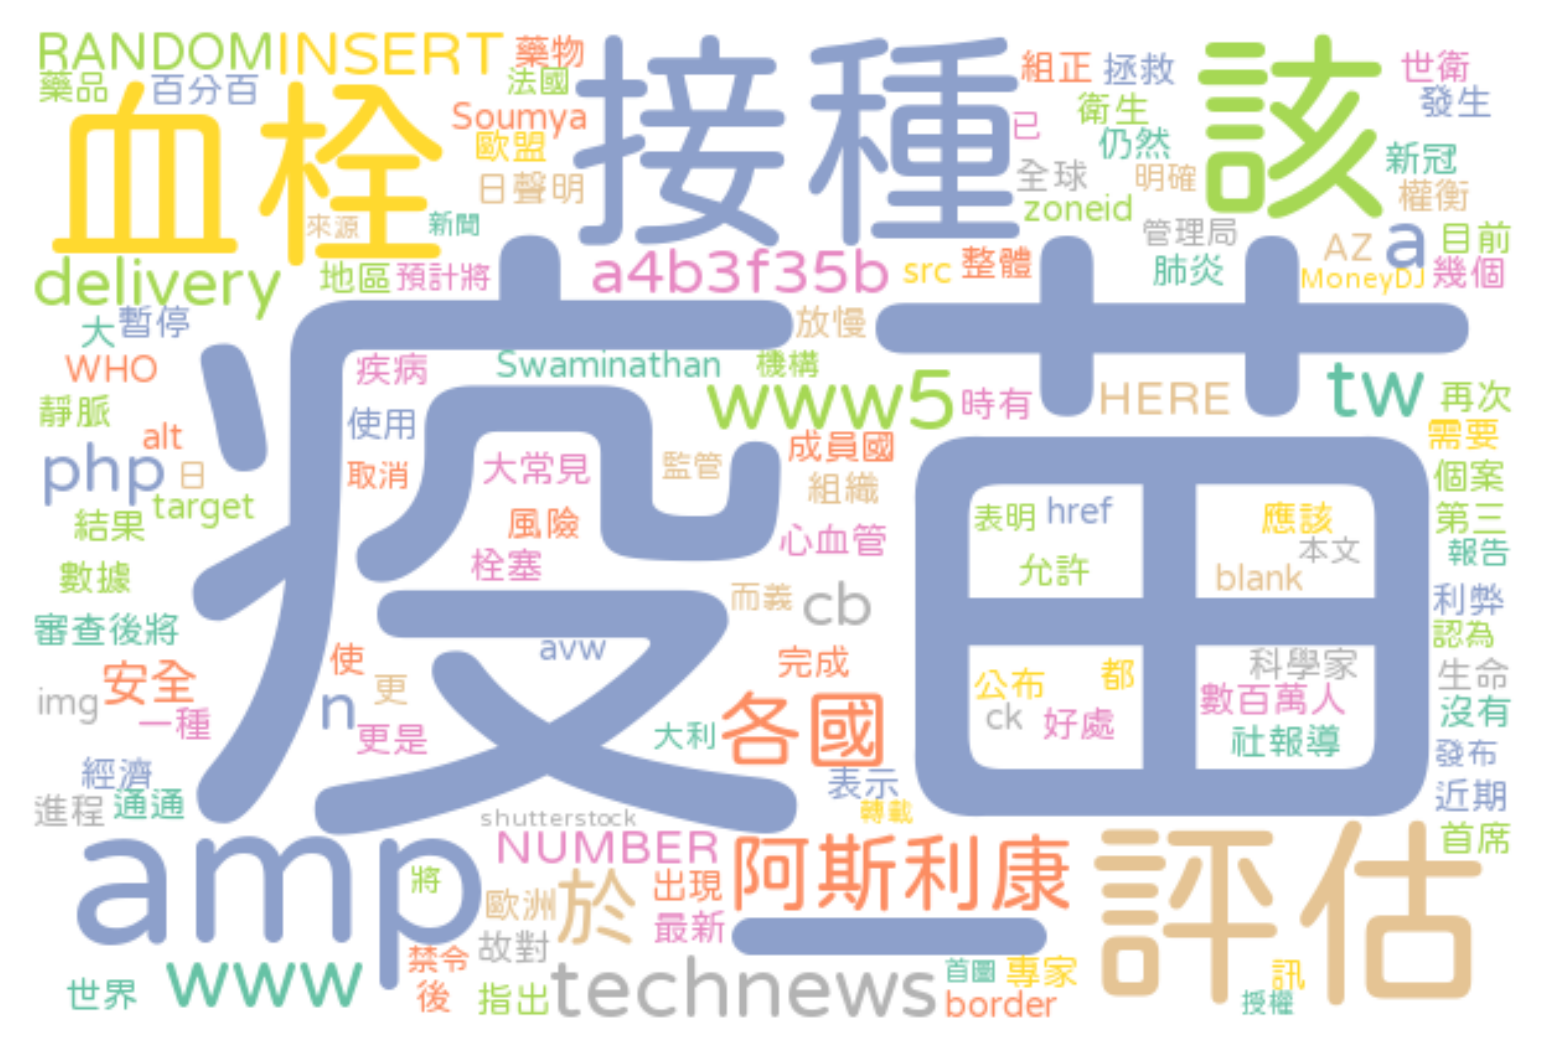 RANDOMINSERT 藥物
藥品 百分百 法國
血栓 接種 該
Soumya
歐盟
日聲明
來源 新聞
組正 拯救 世衛
衛生 發生
已 仍然 新冠
全球 明確 權衡
zoneid
管理局 AZ a 目前
delivery 地區 預計將 a4b3f35b src 整體 肺炎 MoneyDJ 幾個
大 暫停 放慢
疫苗
WHO 疾病 Swaminathan 機構
靜脈 使用 www5 時有 HERE tw 再次
alt 成員國 需要
php 日 取消 大常見 監管 組織 個案
target 表明 href 應該 第三
結果 風險 心血管 本文 報告
栓塞 允許 blank
數據 而義 cb 利弊
審查後將 avw 認為
使 完成 科學家 生命
安全 更 公布 都
img 一種 n 更是 大利 各國 ck 好處 數百萬人 沒有
社報導 發布
經濟 表示 近期
進程 通通 shutterstock 轉載
amp NUMBER 阿斯利康 評估 首席
將 歐洲 於 出現
故對 最新 一
禁令
世界 www 後 指出 technews 首圖 專家 訊
border 授權